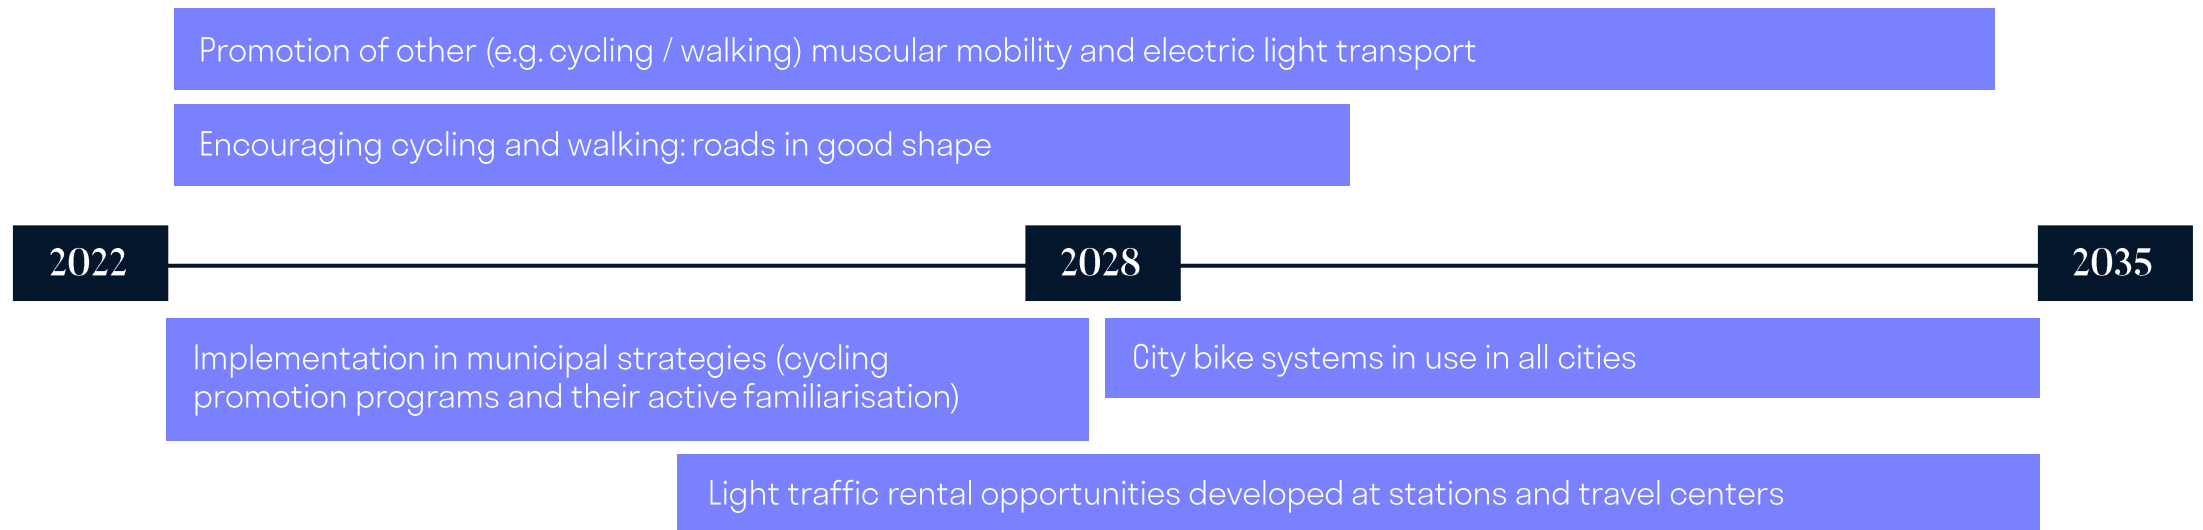 Promotion of other (e.g. cycling / walking) muscular mobility and electric light transport
Encouraging cycling and walking: roads in good shape
2022
2028
2035
Implementation in municipal strategies (cycling
promotion programs and their active familiarisation)
City bike systems in use in all cities
Light traffic rental opportunities developed at stations and travel centers